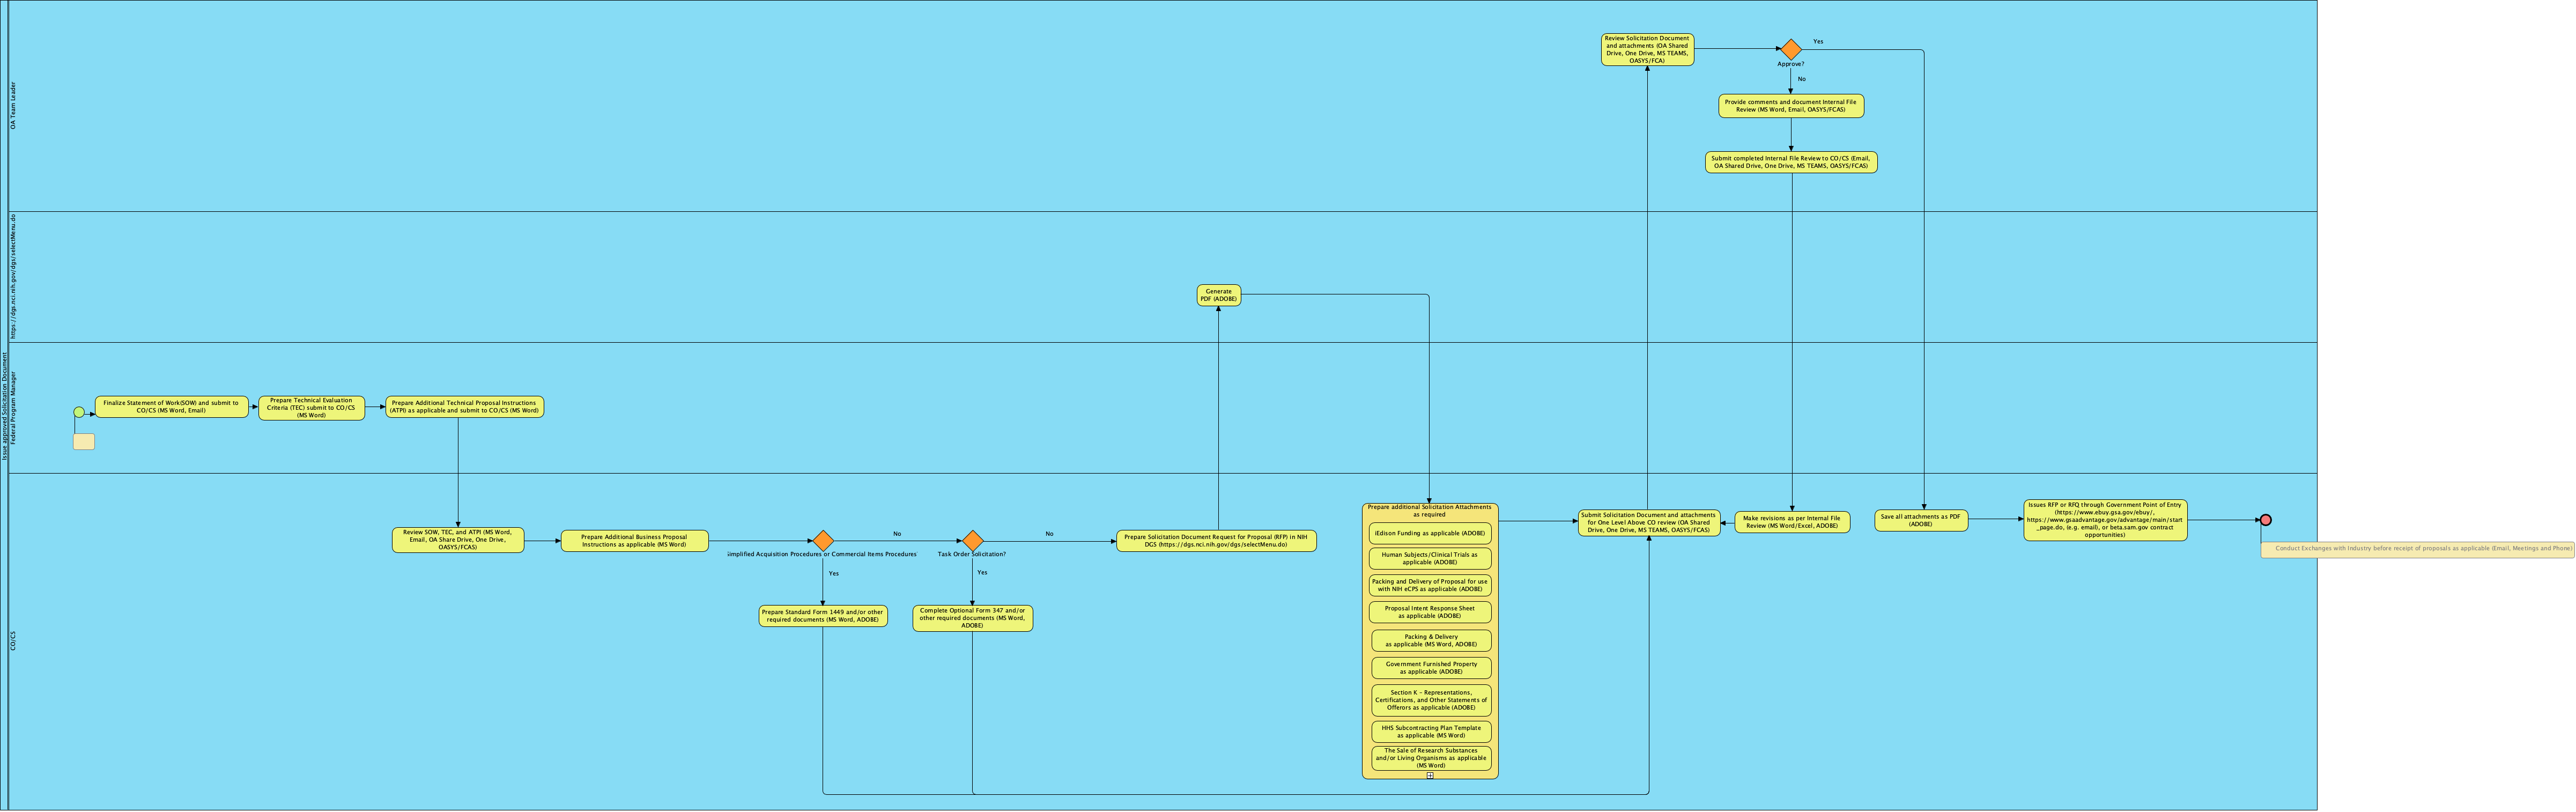 Issue approved Solicitation Document
OA Team Leader
Review Solicitation Document
and attachments (OA Shared
Drive, One Drive, MS TEAMS,
OASYS/FCA)
Approve?
Yes
No
Provide comments and document Internal File
Review (MS Word, Email, OASYS/FCAS)
Submit completed Internal File Review to CO/CS (Email,
OA Shared Drive, One Drive, MS TEAMS, OASYS/FCAS)
https://dgs.nci.nih.gov/dgs/selectMenu.do
Generate
PDF (ADOBE)
Federal Program Manager
Finalize Statement of Work(SOW) and submit to
CO/CS (MS Word, Email)
Prepare Technical Evaluation
Criteria (TEC) submit to CO/CS
(MS Word)
Prepare Additional Technical Proposal Instructions
(ATPI) as applicable and submit to CO/CS (MS Word)
CO/CS
Review SOW, TEC, and ATPI (MS Word,
Email, OA Share Drive, One Drive,
OASYS/FCAS)
Prepare Additional Business Proposal
Instructions as applicable (MS Word)
implified Acquisition Procedures or Commercial Items Procedures
No
Yes
Prepare Standard Form 1449 and/or other
required documents (MS Word, ADOBE)
Task Order Solicitation?
No
Yes
Complete Optional Form 347 and/or
other required documents (MS Word,
ADOBE)
Prepare Solicitation Document Request for Proposal (RFP) in NIH
DGS (https://dgs.nci.nih.gov/dgs/selectMenu.do)
Prepare additional Solicitation Attachments
as required
iEdison Funding as applicable (ADOBE)
Human Subjects/Clinical Trials as
applicable (ADOBE)
Packing and Delivery of Proposal for use
with NIH eCPS as applicable (ADOBE)
Proposal Intent Response Sheet
as applicable (ADOBE)
Packing & Delivery
as applicable (MS Word, ADOBE)
Government Furnished Property
as applicable (ADOBE)
Section K - Representations,
Certifications, and Other Statements of
Offerors as applicable (ADOBE)
HHS Subcontracting Plan Template
as applicable (MS Word)
The Sale of Research Substances
and/or Living Organisms as applicable
(MS Word)
Submit Solicitation Document and attachments
for One Level Above CO review (OA Shared
Drive, One Drive, MS TEAMS, OASYS/FCAS)
Make revisions as per Internal File
Review (MS Word/Excel, ADOBE)
Save all attachments as PDF
(ADOBE)
Issues RFP or RFQ through Government Point of Entry
(https://www.ebuy.gsa.gov/ebuy/,
https://www.gsaadvantage.gov/advantage/main/start
_page.do, (e.g. email), or beta.sam.gov contract
opportunities)
Conduct Exchanges with Industry before receipt of proposals as applicable (Email, Meetings and Phone)